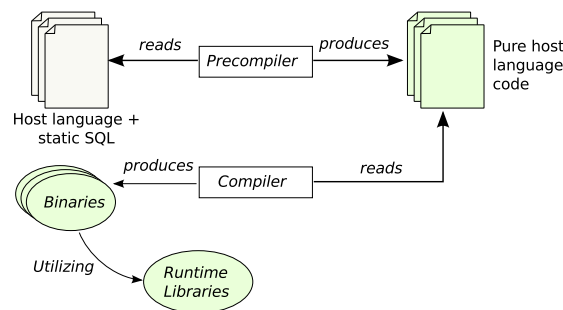 reads
Precompiler
produces
Pure host
language
code
Host language +
static SQL
produces
Compiler
reads
Binaries
Utilizing
Runtime
Libraries